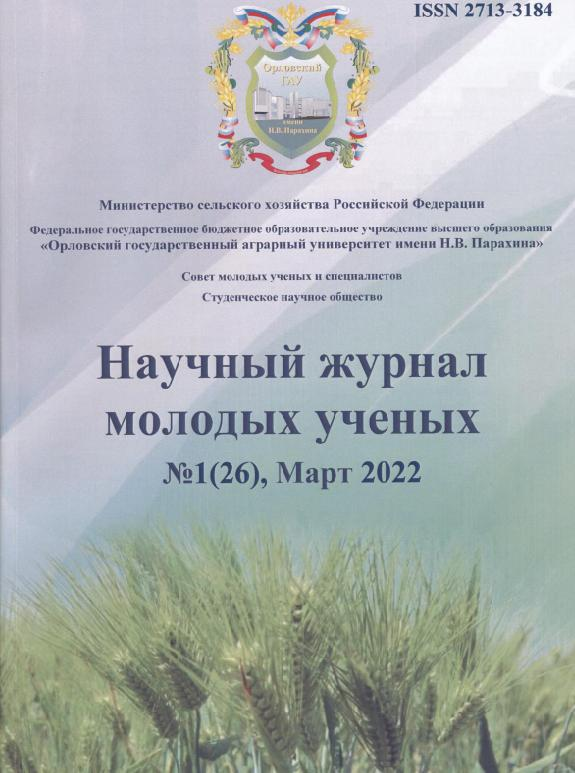 ISSN 2713-3184
Орловский
ГАУ
имени
Н.В.Парахина
Министерство сельского хозяйства Российской Федерации
Федеральное государственное бюджетное образовательное учреждение высшего образования
«Орловский государственный аграрный университет имени Н.В. Парахина»
Совет молодых ученых и специалистов
Студенческое научное общество
Научный журнал
молодых ученых
№1(26), Март 2022